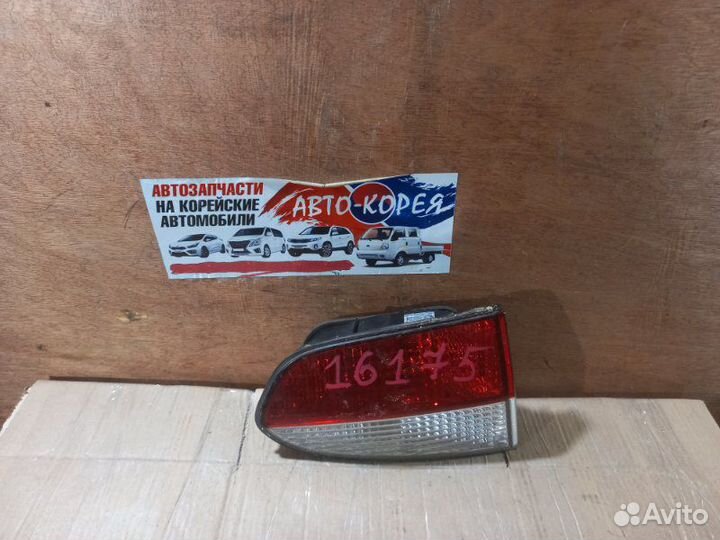 АВТОЗАПЧАСТИ
НА КОРЕЙСКИЕ
АВТОМОБИЛИ
АВТО-КОРЕЯ
16175
Avito